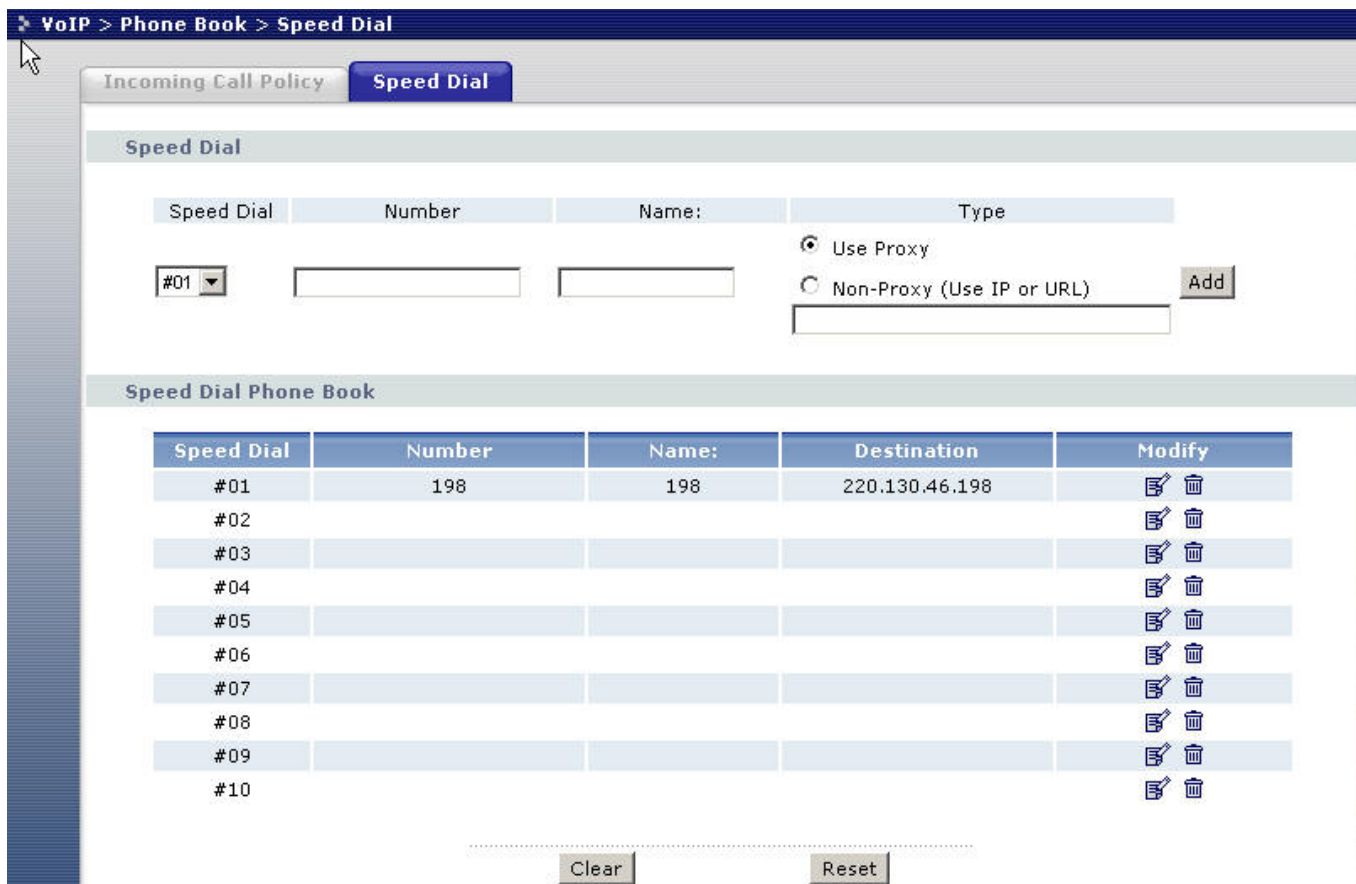 VoIP > Phone Book > Speed Dial
Incoming Call Policy Speed Dial
Speed Dial
Speed Dial Number Name: Type
#01 Use Proxy
Non-Proxy (Use IP or URL) Add
Speed Dial Phone Book
Speed Dial Number Name: Destination Modify
#01 198 198 220.130.46.198
#02
#03
#04
#05
#06
#07
#08
#09
#10
Clear Reset